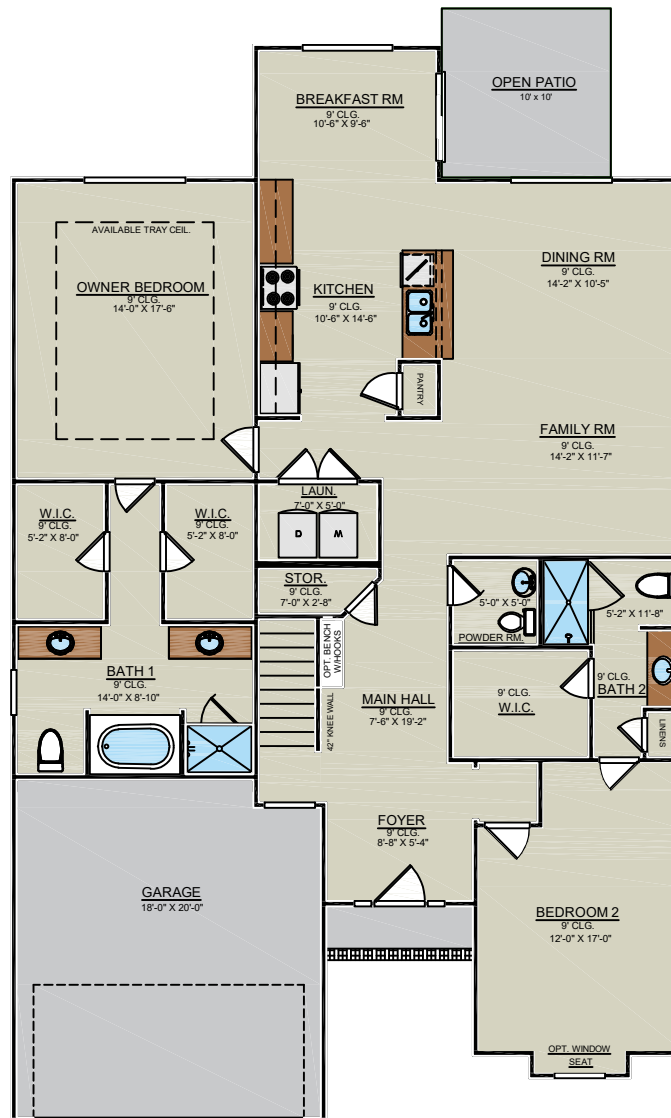 OPEN PATIO
10' x 10'
BREAKFAST RM
9' CLG.
10'-6" X 9'-6"
AVAILABLE TRAY CEIL.
OWNER BEDROOM
9' CLG.
14'-0" X 17'-6"
KITCHEN
9' CLG.
10'-6" X 14'-6"
DINING RM
9' CLG.
14'-2" X 10'-5"
PANTRY
FAMILY RM
9' CLG.
14'-2" X 11'-7"
W.I.C.
9' CLG.
5'-2" X 8'-0"
W.I.C.
9' CLG.
5'-2" X 8'-0"
LAUN.
7'-0" X 5'-0"
D
W
STOR.
9' CLG.
7'-0" X 2'-8"
5'-0" X 5'-0"
POWDER RM.
5'-2" X 11'-8"
OPT. BENCH
W/HOOKS
42" KNEE WALL
BATH 1
9' CLG.
14'-0" X 8'-10"
MAIN HALL
9' CLG.
7'-6" X 19'-2"
9' CLG.
W.I.C.
9' CLG.
BATH 2
LINENS
FOYER
9' CLG.
8'-8" X 5'-4"
GARAGE
18'-0" X 20'-0"
BEDROOM 2
9' CLG.
12'-0" X 17'-0"
OPT. WINDOW
SEAT